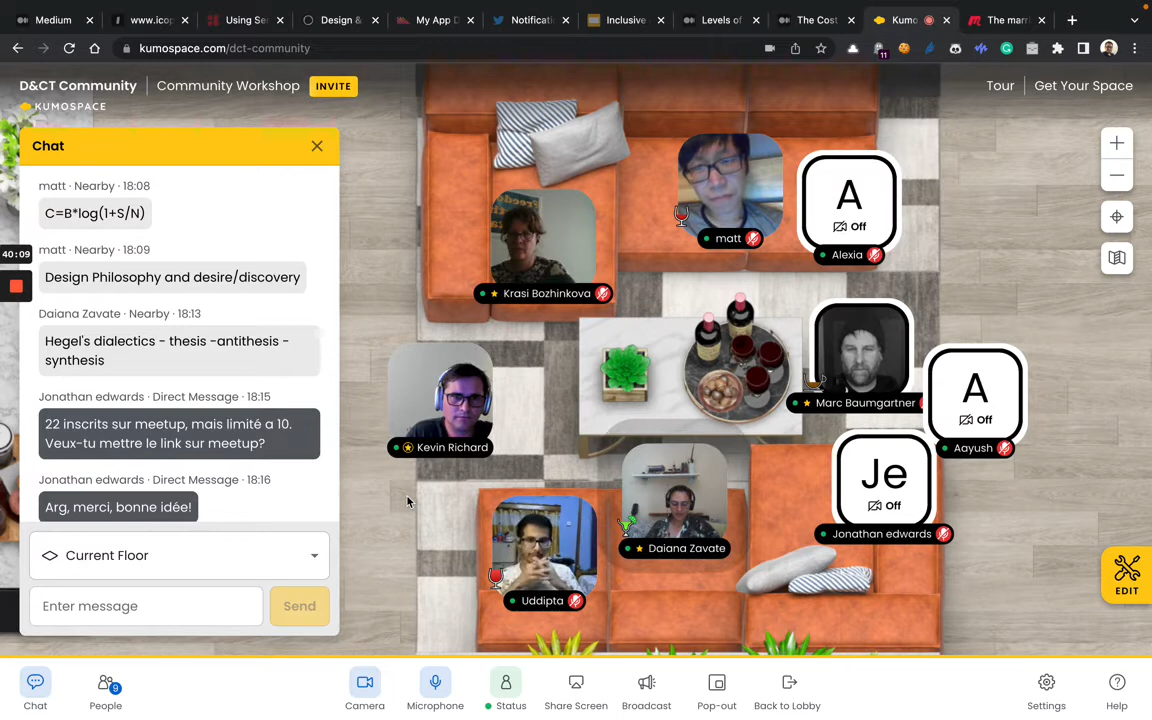 Medium
www.icop
Using Ser
Design &
My App D
Notificati
Inclusive
Levels of
The Cost
Kumo
The marr
kumospace.com/dct-community
11
D&CT Community
Community Workshop
INVITE
KUMOSPACE
Tour
Get Your Space
Chat
matt · Nearby · 18:08
C=B*log(1+S/N)
matt · Nearby · 18:09
40:09
Design Philosophy and desire/discovery
Daiana Zavate · Nearby · 18:13
Hegel's dialectics - thesis -antithesis -
synthesis
Jonathan edwards · Direct Message · 18:15
22 inscrits sur meetup, mais limité a 10.
Veux-tu mettre le link sur meetup?
Jonathan edwards · Direct Message · 18:16
Arg, merci, bonne idée!
Current Floor
Enter message
Send
matt
A
Off
Alexia
Krasi Bozhinkova
Marc Baumgartner
A
Off
Aayush
Kevin Richard
Je
Off
Jonathan edwards
Daiana Zavate
Uddipta
EDIT
Chat
9
People
Camera
Microphone
Status
Share Screen
Broadcast
Pop-out
Back to Lobby
Settings
Help